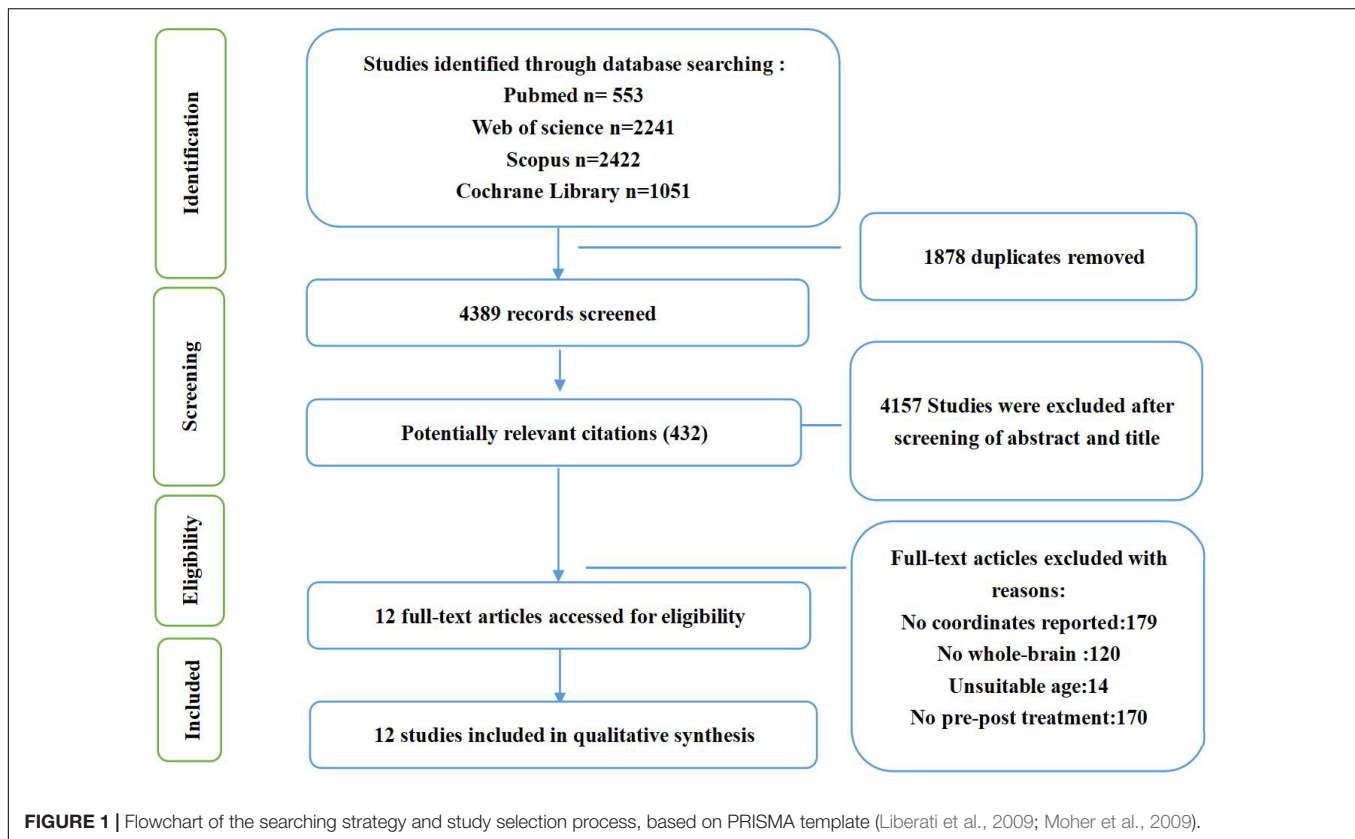 Identification
Studies identified through database searching :
Pubmed n= 553
Web of science n=2241
Scopus n=2422
Cochrane Library n=1051
1878 duplicates removed
Screening
4389 records screened
Potentially relevant citations (432)
4157 Studies were excluded after
screening of abstract and title
Eligibility
12 full-text articles accessed for eligibility
Full-text acticles excluded with
reasons:
No coordinates reported:179
No whole-brain :120
Unsuitable age:14
No pre-post treatment:170
Included
12 studies included in qualitative synthesis
FIGURE 1 | Flowchart of the searching strategy and study selection process, based on PRISMA template (Liberati et al., 2009; Moher et al., 2009).